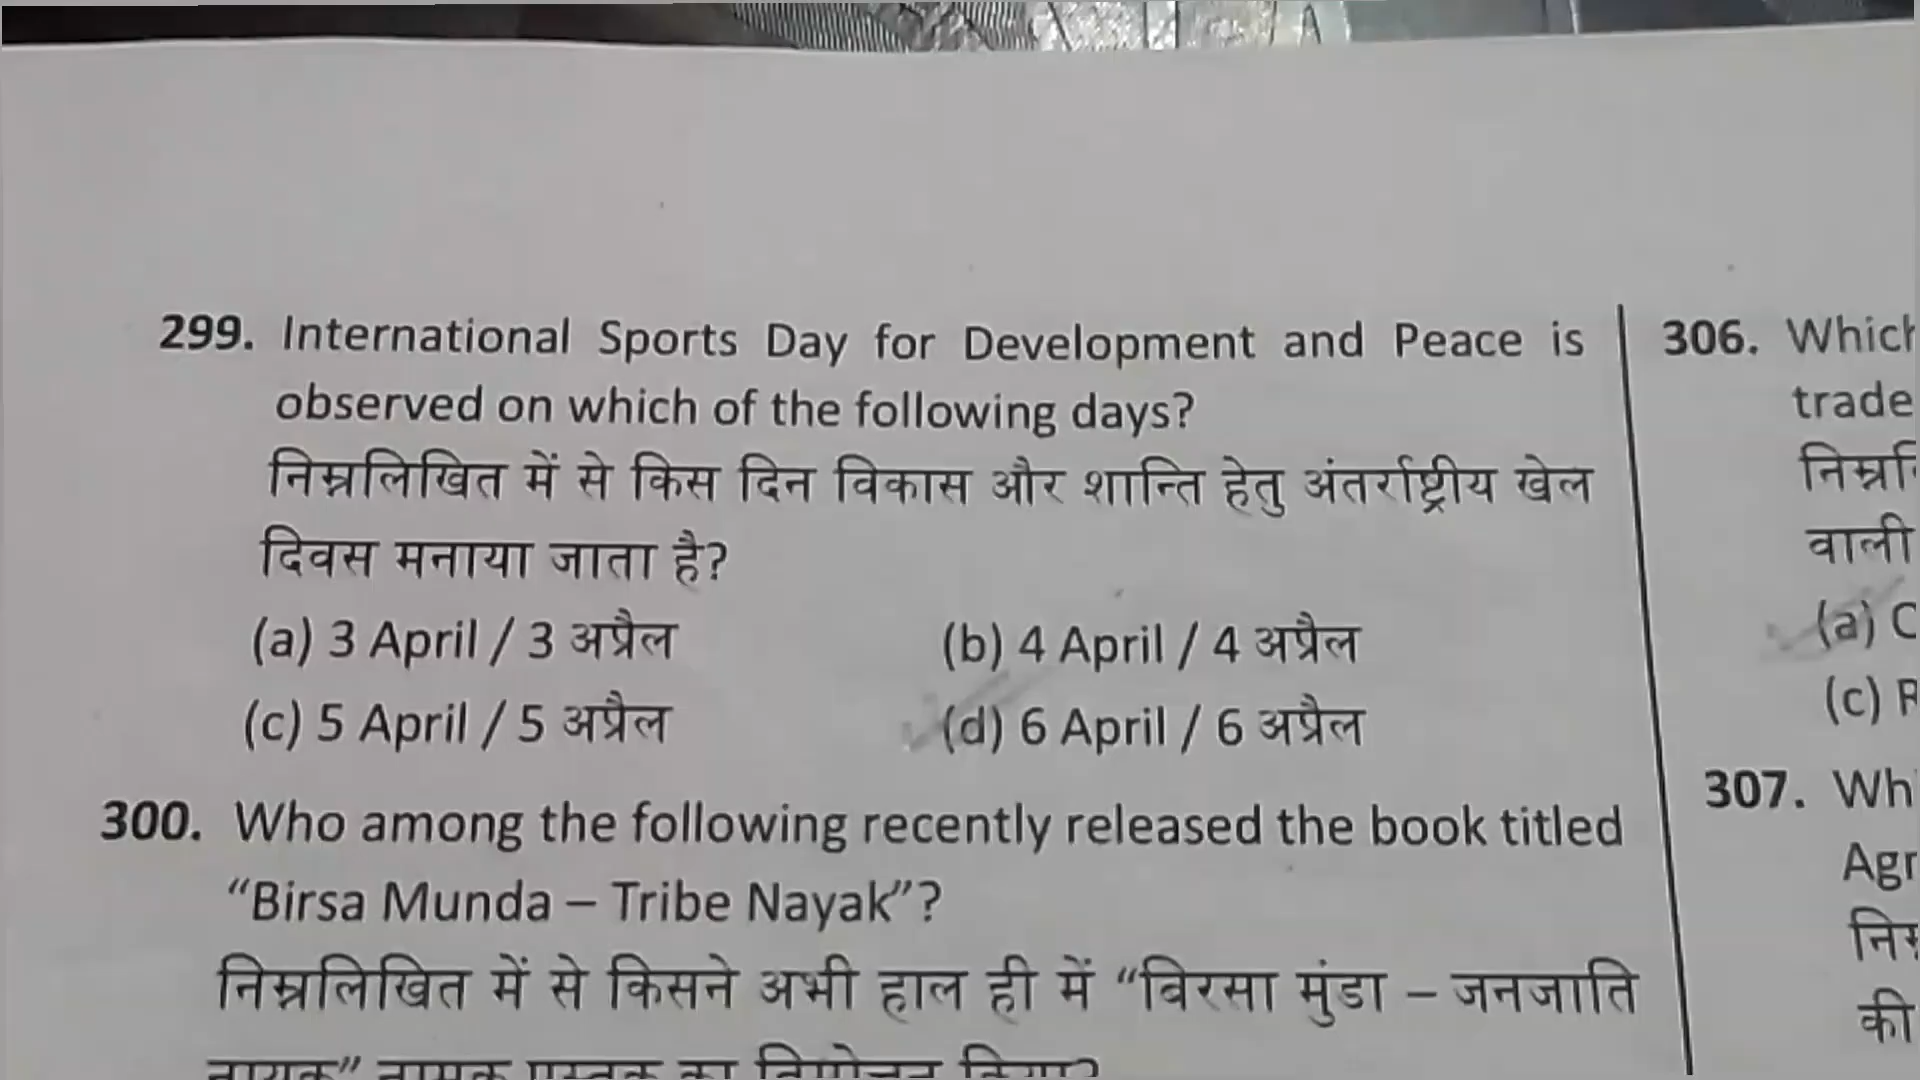 299. International Sports Day for Development and Peace is
observed on which of the following days?
निम्नलिखित में से किस दिन विकास और शान्ति हेतु अंतर्राष्ट्रीय खेल
दिवस मनाया जाता है?
(a) 3 April / 3 अप्रैल (b) 4 April / 4 अप्रैल
(c) 5 April / 5 अप्रैल (d) 6 April / 6 अप्रैल
300. Who among the following recently released the book titled
“Birsa Munda – Tribe Nayak”?
निम्नलिखित में से किसने अभी हाल ही में “बिरसा मुंडा – जनजाति
306. Which
trade
वाली
(a)
(c)
307.
की